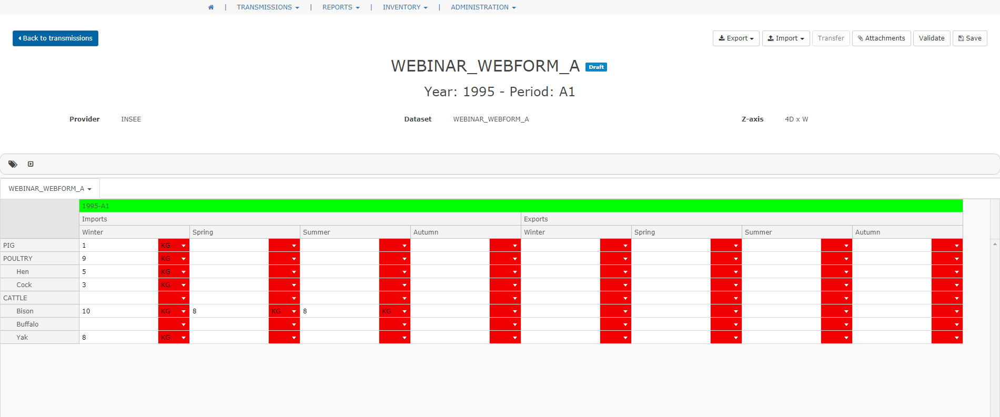 | TRANSMISSIONS | REPORTS | INVENTORY | ADMINISTRATION
Back to transmissions
Export Import Transfer Attachments Validate Save
WEBINAR_WEBFORM_A Draft
Year: 1995 - Period: A1
Provider INSEE Dataset WEBINAR_WEBFORM_A Z-axis 4D x W
WEBINAR_WEBFORM_A
1995-A1
Imports Exports
Winter Spring Summer Autumn Winter Spring Summer Autumn
PIG 1 KG
POULTRY 9 KG
Hen 5 KG
Cock 3 KG
CATTLE
Bison 10 KG 8 KG 8 KG
Buffalo
Yak 8 KG